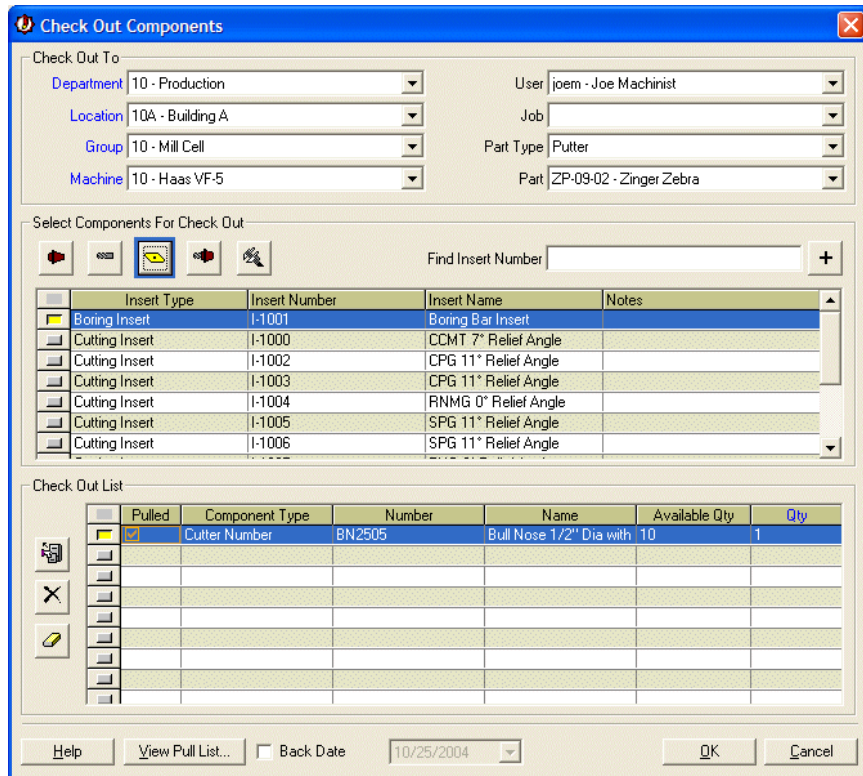 Check Out Components
Check Out To
Department 10 - Production User joem - Joe Machinist
Location 10A - Building A Job
Group 10 - Mill Cell Part Type Putter
Machine 10 - Haas VF-5 Part ZP-09-02 - Zinger Zebra
Select Components For Check Out
Find Insert Number +
Insert Type Insert Number Insert Name Notes
Boring Insert I-1001 Boring Bar Insert
Cutting Insert I-1000 CCMT 7° Relief Angle
Cutting Insert I-1002 CPG 11° Relief Angle
Cutting Insert I-1003 CPG 11° Relief Angle
Cutting Insert I-1004 RNMG 0° Relief Angle
Cutting Insert I-1005 SPG 11° Relief Angle
Cutting Insert I-1006 SPG 11° Relief Angle
Check Out List
Pulled Component Type Number Name Available Qty Qty
Cutter Number BN2505 Bull Nose 1/2" Dia with 10 1
Help View Pull List... Back Date 10/25/2004 OK Cancel